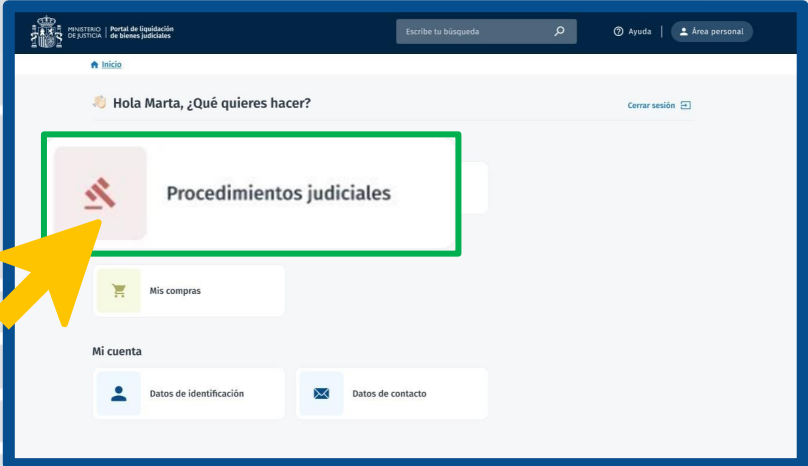 MINISTERIO DE JUSTICIA
Portal de liquidación de bienes judiciales
Escribe tu búsqueda
Ayuda
Área personal
Inicio
👋 Hola Marta, ¿Qué quieres hacer?
Cerrar sesión
Procedimientos judiciales
Mis compras
Mi cuenta
Datos de identificación
Datos de contacto